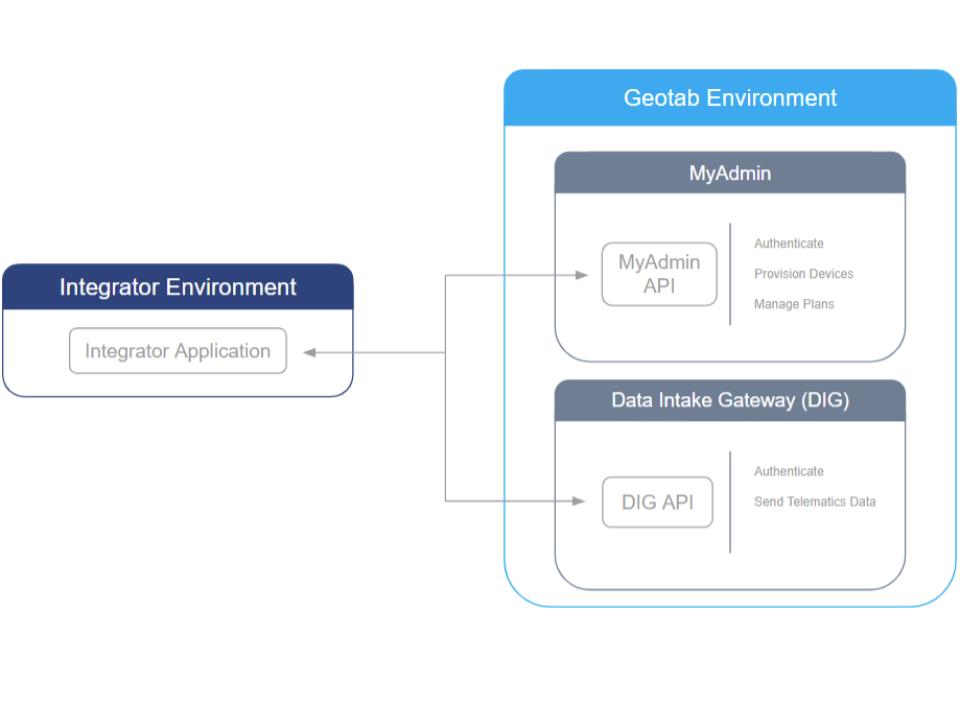 Geotab Environment
MyAdmin
MyAdmin
API
Authenticate
Provision Devices
Manage Plans
Integrator Environment
Integrator Application
Data Intake Gateway (DIG)
DIG API
Authenticate
Send Telematics Data